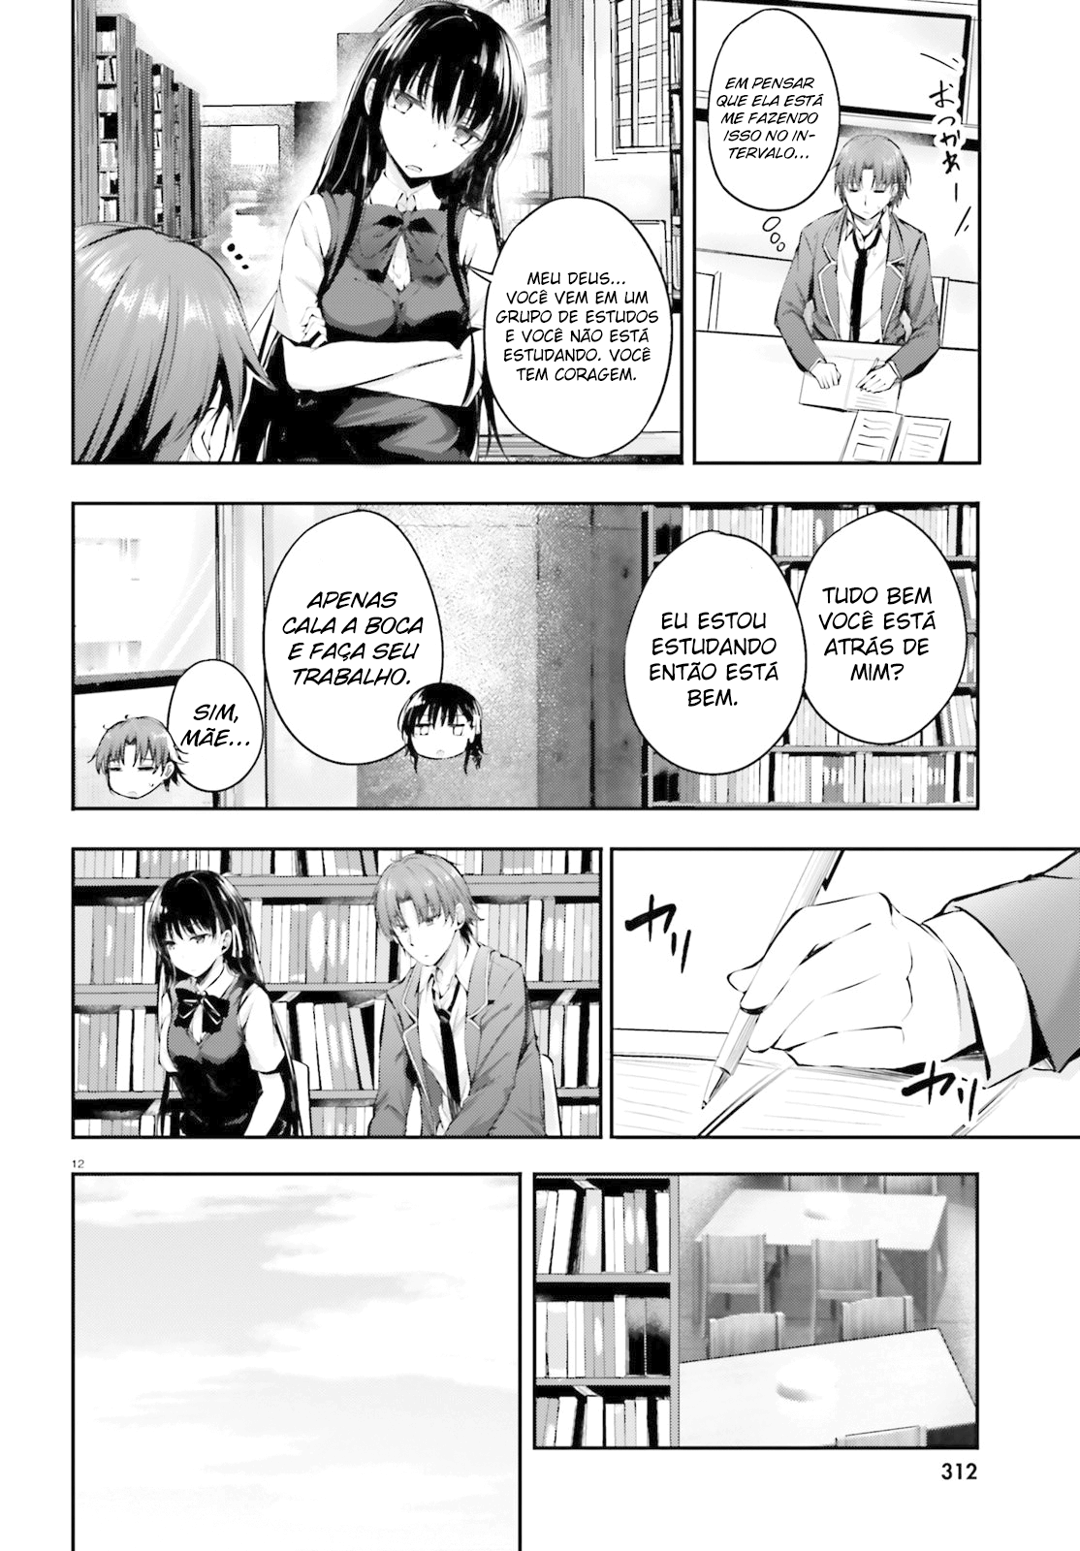 EM PENSAR
QUE ELA ESTÁ
ME FAZENDO
ISSO NO IN-
TERVALO...
おっかぁー
MEU DEUS...
VOCÊ VEM EM UM
GRUPO DE ESTUDOS
E VOCÊ NÃO ESTÁ
ESTUDANDO. VOCÊ
TEM CORAGEM.
TUDO BEM
VOCÊ ESTÁ
ATRÁS DE
MIM?
EU ESTOU
ESTUDANDO
ENTÃO ESTÁ
BEM.
APENAS
CALA A BOCA
E FAÇA SEU
TRABALHO.
SIM,
MÃE...
カリ
カリ
12
312